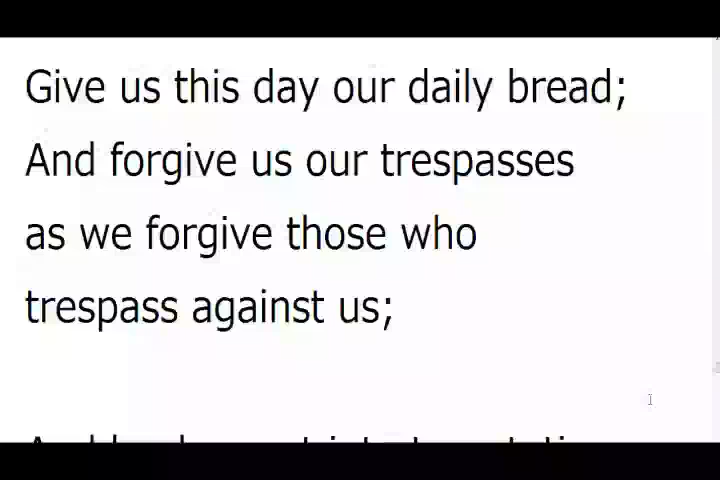 Give us this day our daily bread;
And forgive us our trespasses
as we forgive those who
trespass against us;